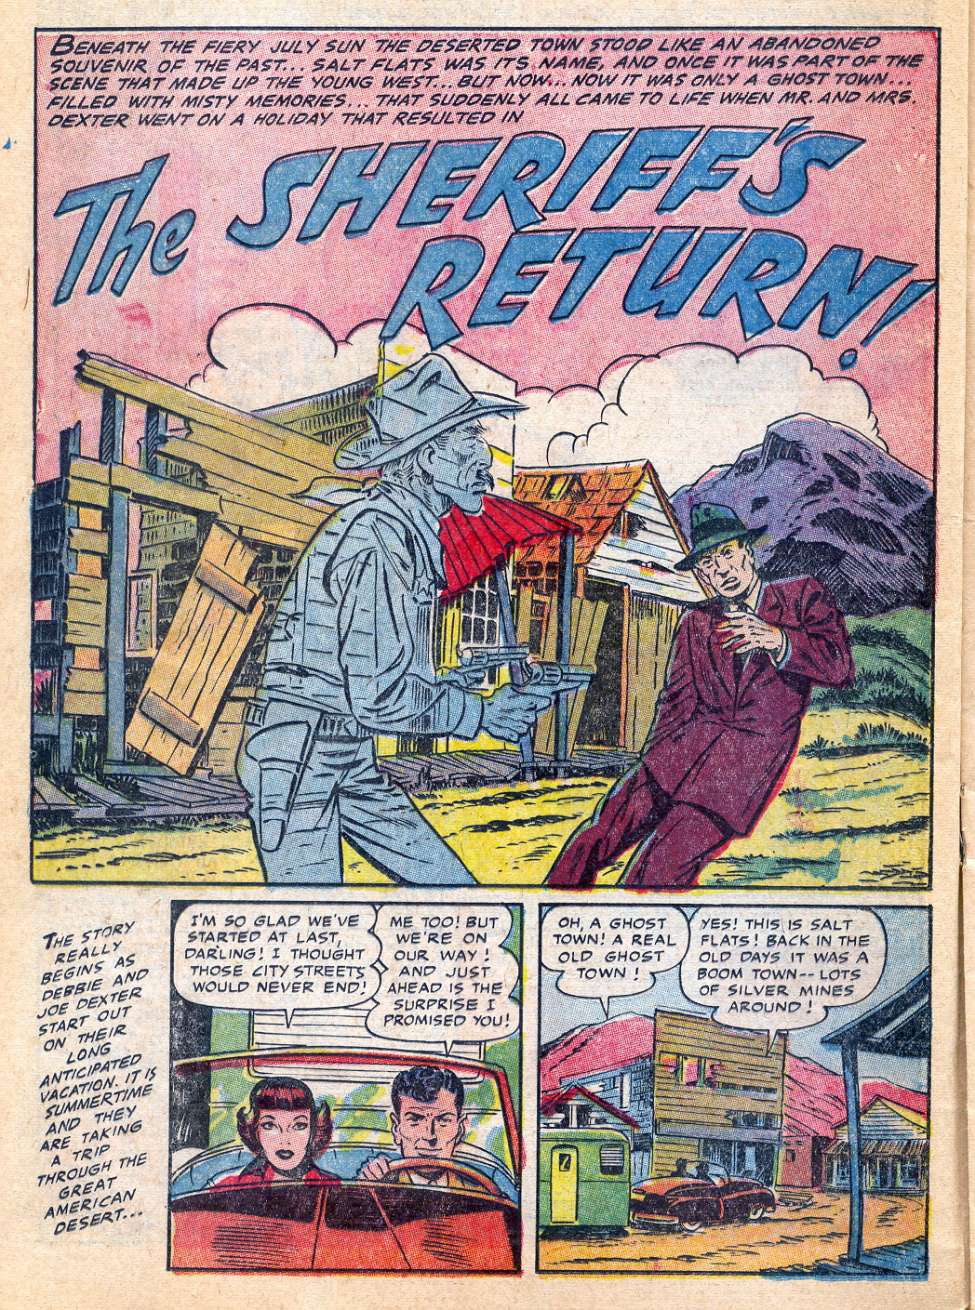 BENEATH THE FIERY JULY SUN THE DESERTED TOWN STOOD LIKE AN ABANDONED
SOUVENIR OF THE PAST... SALT FLATS WAS ITS NAME, AND ONCE IT WAS PART OF THE
SCENE THAT MADE UP THE YOUNG WEST... BUT NOW... NOW IT WAS ONLY A GHOST TOWN...
FILLED WITH MISTY MEMORIES... THAT SUDDENLY ALL CAME TO LIFE WHEN MR. AND MRS.
DEXTER WENT ON A HOLIDAY THAT RESULTED IN
The SHERIFF'S
RETURN!
THE STORY
REALLY
BEGINS AS
DEBBIE AND
JOE DEXTER
START OUT
ON THEIR
LONG
ANTICIPATED
VACATION. IT IS
SUMMERTIME
AND THEY
ARE TAKING
A TRIP
THROUGH THE
GREAT
AMERICAN
DESERT...
I'M SO GLAD WE'VE
STARTED AT LAST,
DARLING! I THOUGHT
THOSE CITY STREETS
WOULD NEVER END!
ME TOO! BUT
WE'RE ON
OUR WAY!
AND JUST
AHEAD IS THE
SURPRISE I
PROMISED YOU!
OH, A GHOST
TOWN! A REAL
OLD GHOST
TOWN!
YES! THIS IS SALT
FLATS! BACK IN THE
OLD DAYS IT WAS A
BOOM TOWN-- LOTS
OF SILVER MINES
AROUND!